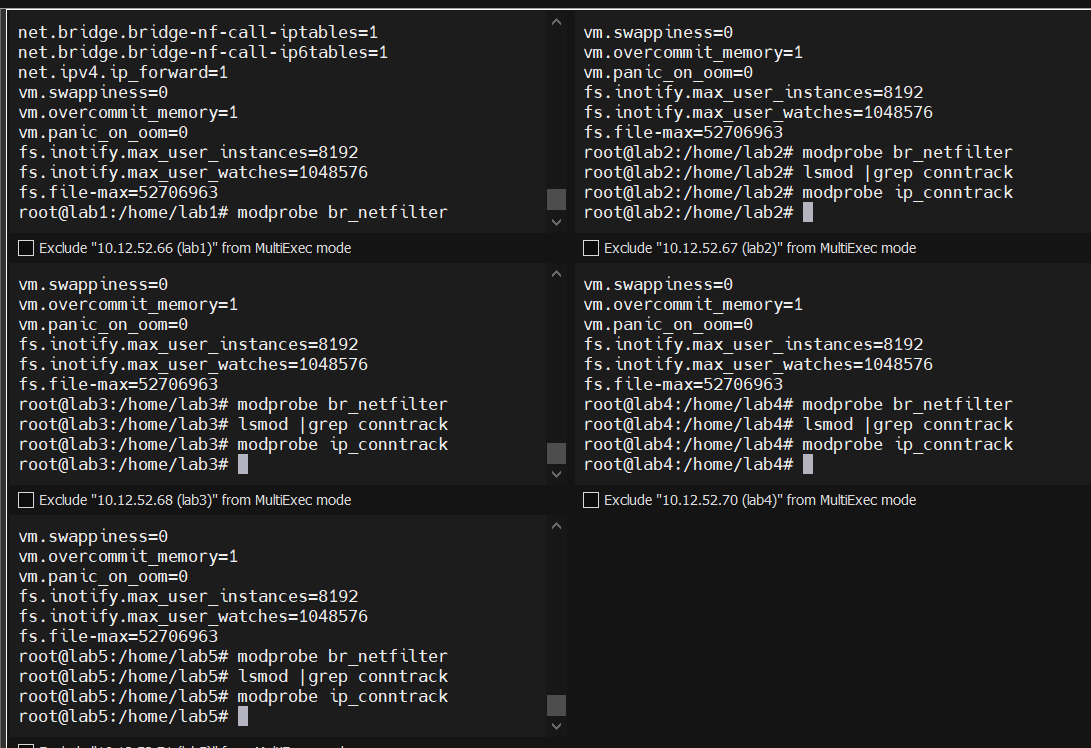 net.bridge.bridge-nf-call-iptables=1
net.bridge.bridge-nf-call-ip6tables=1
net.ipv4.ip_forward=1
vm.swappiness=0
vm.overcommit_memory=1
vm.panic_on_oom=0
fs.inotify.max_user_instances=8192
fs.inotify.max_user_watches=1048576
fs.file-max=52706963
root@lab1:/home/lab1# modprobe br_netfilter
Exclude "10.12.52.66 (lab1)" from MultiExec mode
vm.swappiness=0
vm.overcommit_memory=1
vm.panic_on_oom=0
fs.inotify.max_user_instances=8192
fs.inotify.max_user_watches=1048576
fs.file-max=52706963
root@lab2:/home/lab2# modprobe br_netfilter
root@lab2:/home/lab2# lsmod |grep conntrack
root@lab2:/home/lab2# modprobe ip_conntrack
root@lab2:/home/lab2#
Exclude "10.12.52.67 (lab2)" from MultiExec mode
vm.swappiness=0
vm.overcommit_memory=1
vm.panic_on_oom=0
fs.inotify.max_user_instances=8192
fs.inotify.max_user_watches=1048576
fs.file-max=52706963
root@lab3:/home/lab3# modprobe br_netfilter
root@lab3:/home/lab3# lsmod |grep conntrack
root@lab3:/home/lab3# modprobe ip_conntrack
root@lab3:/home/lab3#
Exclude "10.12.52.68 (lab3)" from MultiExec mode
vm.swappiness=0
vm.overcommit_memory=1
vm.panic_on_oom=0
fs.inotify.max_user_instances=8192
fs.inotify.max_user_watches=1048576
fs.file-max=52706963
root@lab4:/home/lab4# modprobe br_netfilter
root@lab4:/home/lab4# lsmod |grep conntrack
root@lab4:/home/lab4# modprobe ip_conntrack
root@lab4:/home/lab4#
Exclude "10.12.52.70 (lab4)" from MultiExec mode
vm.swappiness=0
vm.overcommit_memory=1
vm.panic_on_oom=0
fs.inotify.max_user_instances=8192
fs.inotify.max_user_watches=1048576
fs.file-max=52706963
root@lab5:/home/lab5# modprobe br_netfilter
root@lab5:/home/lab5# lsmod |grep conntrack
root@lab5:/home/lab5# modprobe ip_conntrack
root@lab5:/home/lab5#